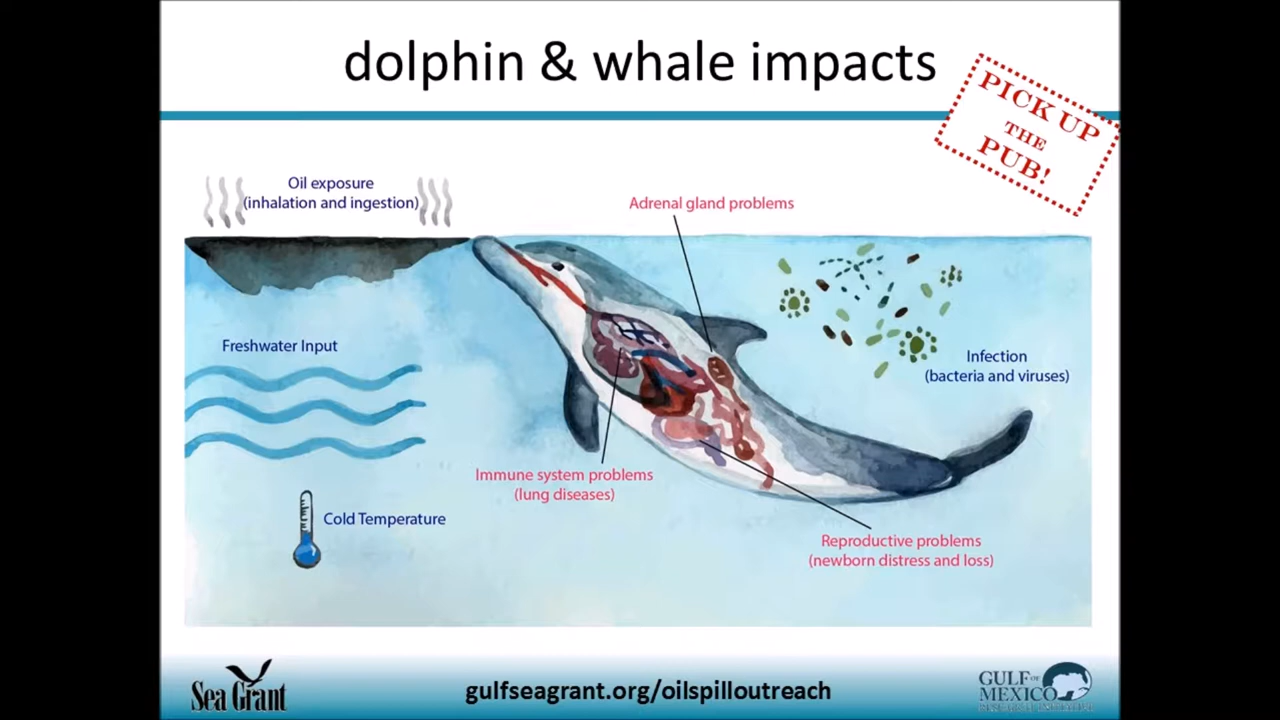 dolphin & whale impacts
PICK UP
THE
PUB!
Oil exposure
(inhalation and ingestion)
Adrenal gland problems
Freshwater Input
Infection
(bacteria and viruses)
Immune system problems
(lung diseases)
Cold Temperature
Reproductive problems
(newborn distress and loss)
Sea Grant
gulfseagrant.org/oilspilloutreach
GULF OF
MEXICO
RESEARCH INITIATIVE